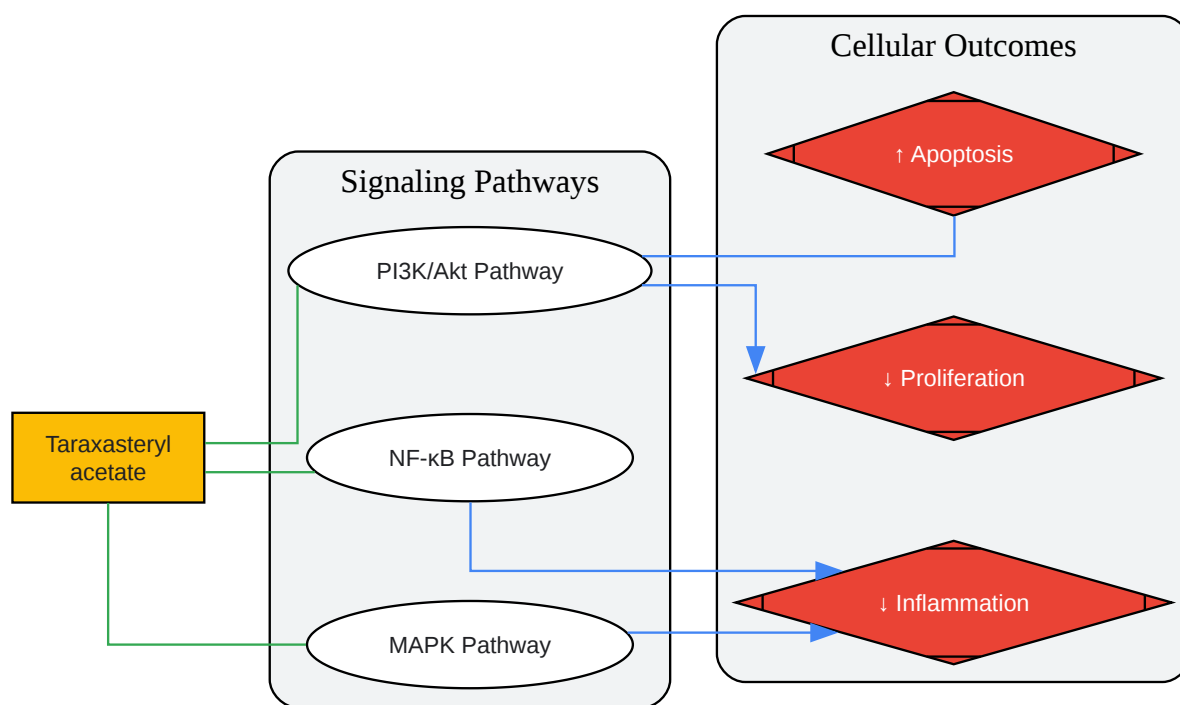 Cellular Outcomes
↑ Apoptosis
Signaling Pathways
PI3K/Akt Pathway
↓ Proliferation
Taraxasteryl
acetate
NF-κB Pathway
↓ Inflammation
MAPK Pathway